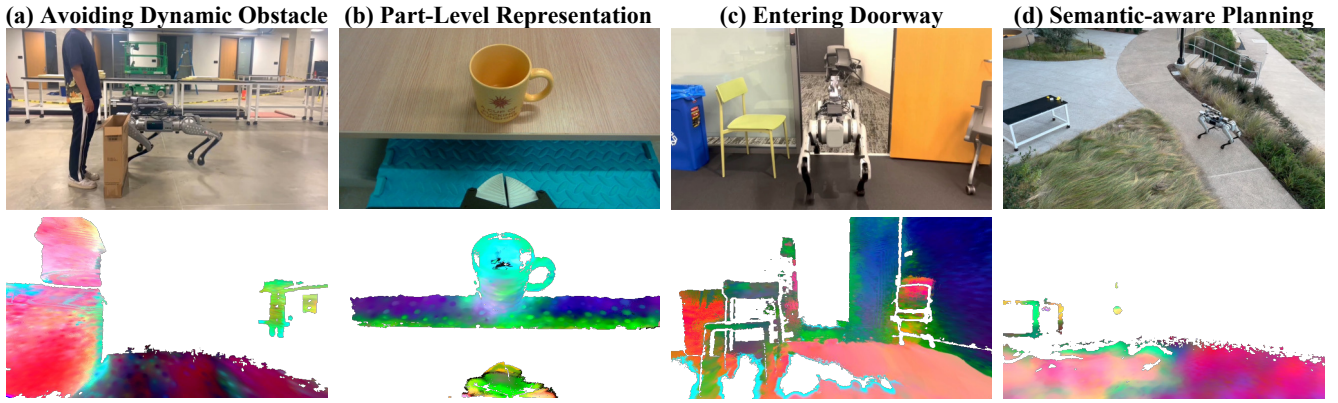 (a) Avoiding Dynamic Obstacle
(b) Part-Level Representation
(c) Entering Doorway
(d) Semantic-aware Planning